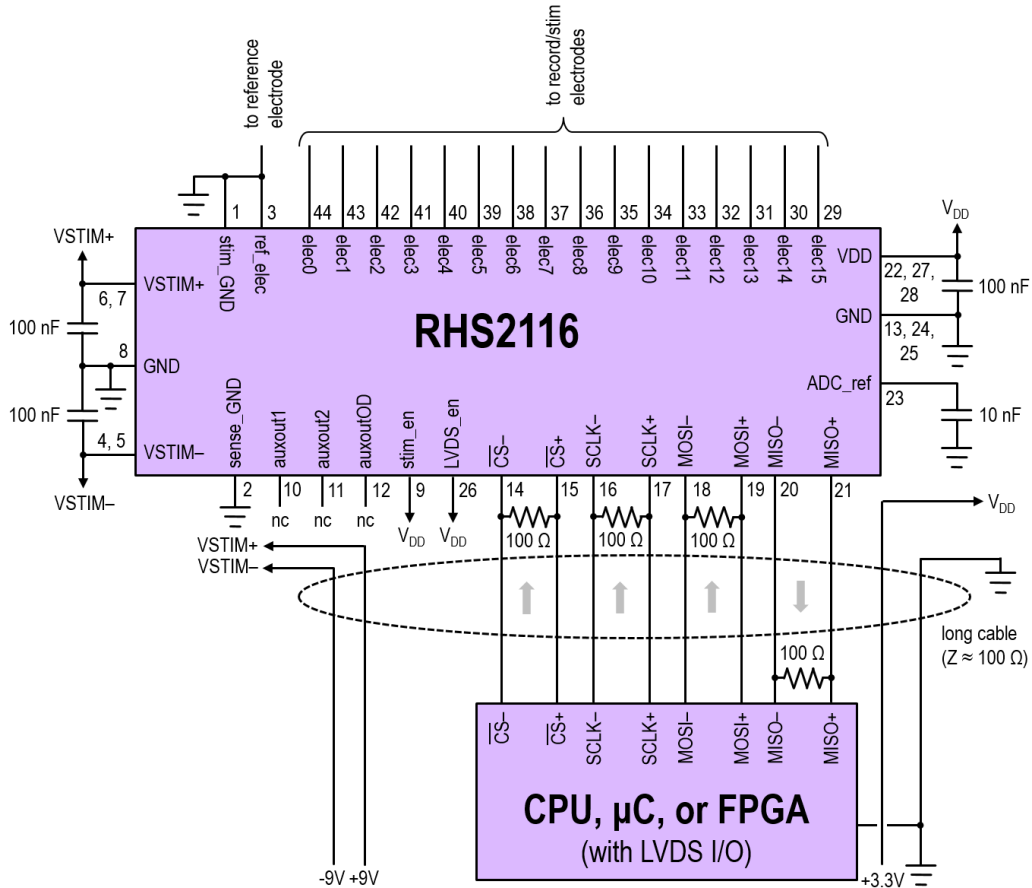 to reference
electrode
to record/stim
electrodes
1
3
44
43
42
41
40
39
38
37
36
35
34
33
32
31
30
29
stim_GND
ref_elec
elec0
elec1
elec2
elec3
elec4
elec5
elec6
elec7
elec8
elec9
elec10
elec11
elec12
elec13
elec14
elec15
VSTIM+
VSTIM+
6, 7
100 nF
8
GND
100 nF
4, 5
VSTIM–
VSTIM–
RHS2116
VDD
VDD
22, 27,
28
100 nF
GND
13, 24,
25
ADC_ref
23
10 nF
sense_GND
auxout1
auxout2
auxoutOD
stim_en
LVDS_en
CS–
CS+
SCLK–
SCLK+
MOSI–
MOSI+
MISO–
MISO+
2
10
11
12
9
26
14
15
16
17
18
19
20
21
nc
nc
nc
VDD
VDD
100 Ω
100 Ω
100 Ω
VDD
VSTIM+
VSTIM–
long cable
(Z ≈ 100 Ω)
100 Ω
CS–
CS+
SCLK–
SCLK+
MOSI–
MOSI+
MISO–
MISO+
CPU, µC, or FPGA
(with LVDS I/O)
-9V
+9V
+3.3V